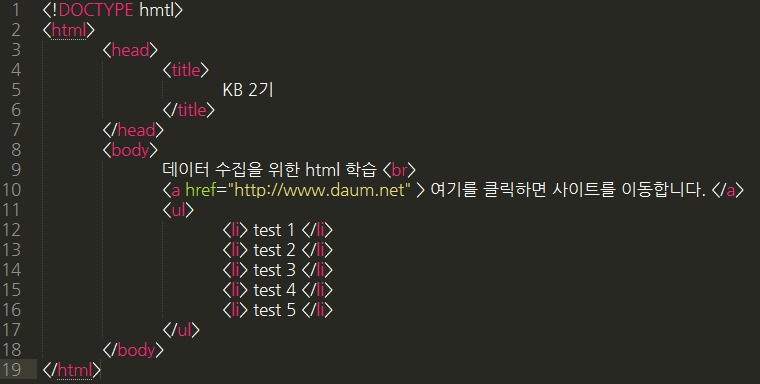 1 <!DOCTYPE hmtl>
2 <html>
3 <head>
4 <title>
5 KB 2기
6 </title>
7 </head>
8 <body>
9 데이터 수집을 위한 html 학습 <br>
10 <a href="http://www.daum.net" > 여기를 클릭하면 사이트를 이동합니다. </a>
11 <ul>
12 <li> test 1 </li>
13 <li> test 2 </li>
14 <li> test 3 </li>
15 <li> test 4 </li>
16 <li> test 5 </li>
17 </ul>
18 </body>
19 </html>